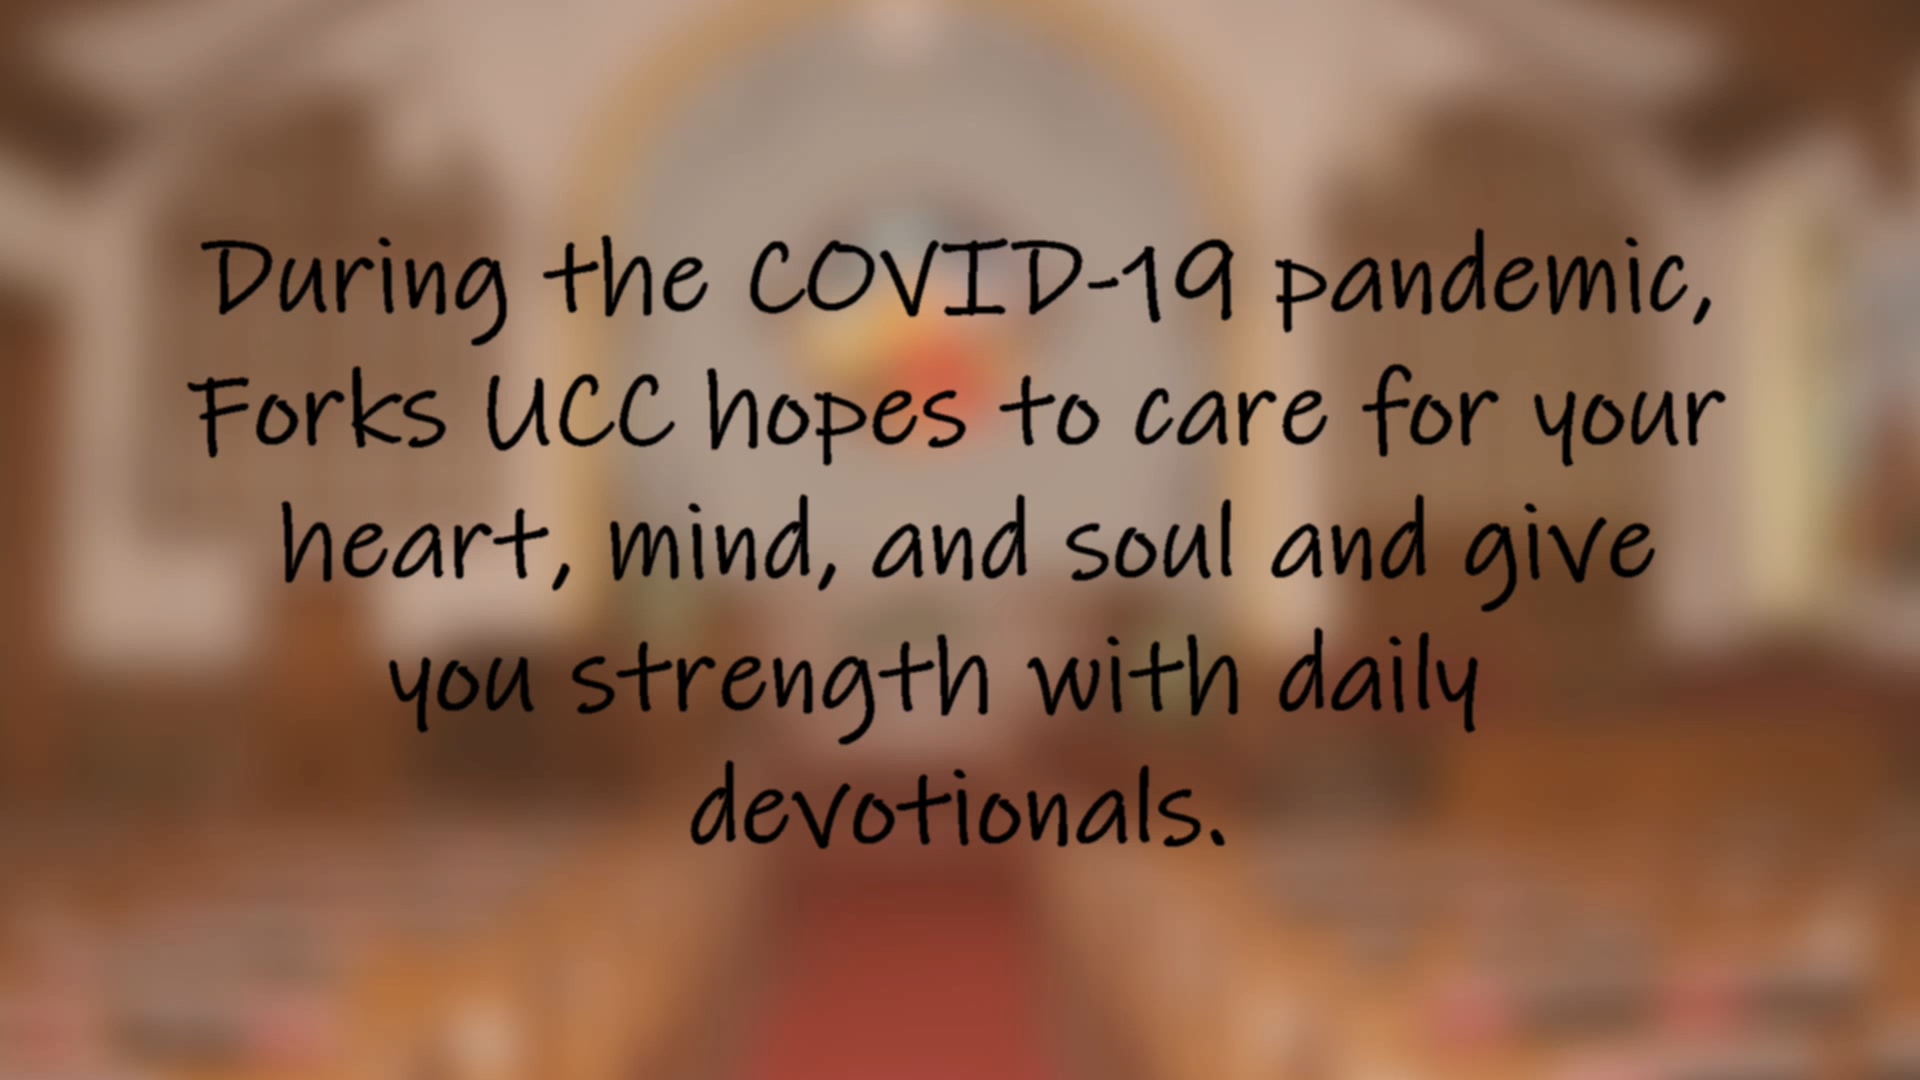 During the COVID-19 pandemic,
Forks UCC hopes to care for your
heart, mind, and soul and give
you strength with daily
devotionals.